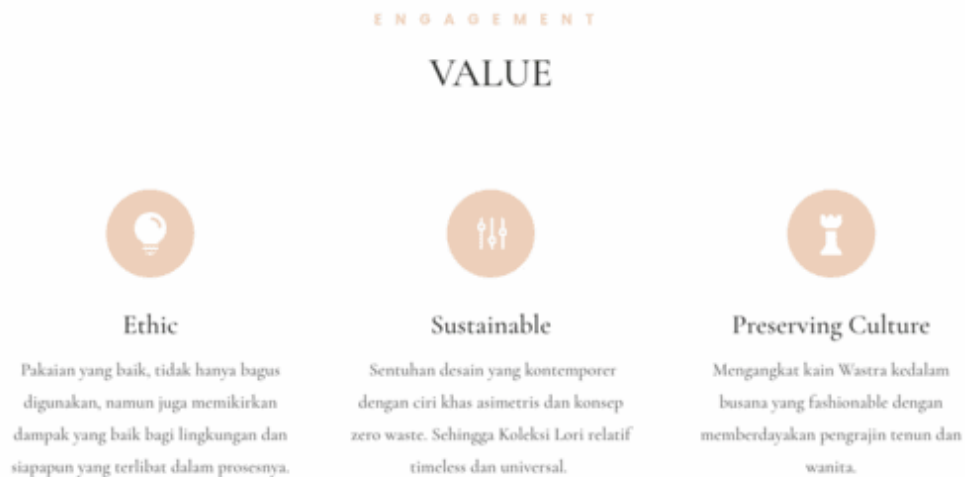 ENGAGEMENT
VALUE
Ethic
Pakaian yang baik, tidak hanya bagus
digunakan, namun juga memikirkan
dampak yang baik bagi lingkungan dan
siapapun yang terlibat dalam prosesnya.
Sustainable
Sentuhan desain yang kontemporer
dengan ciri khas asimetris dan konsep
zero waste. Sehingga Koleksi Lori relatif
timeless dan universal.
Preserving Culture
Mengangkat kain Wastra kedalam
busana yang fashionable dengan
memberdayakan pengrajin tenun dan
wanita.